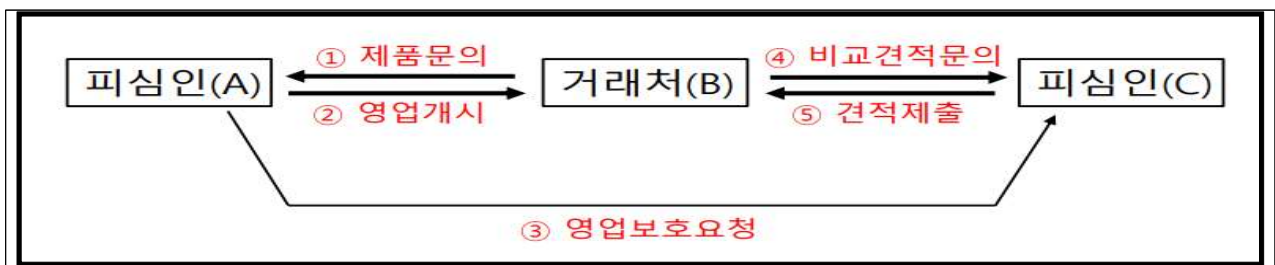 ① 제품문의
④ 비교견적문의
피심인(A)
거래처(B)
피심인(C)
② 영업개시
⑤ 견적제출
③ 영업보호요청